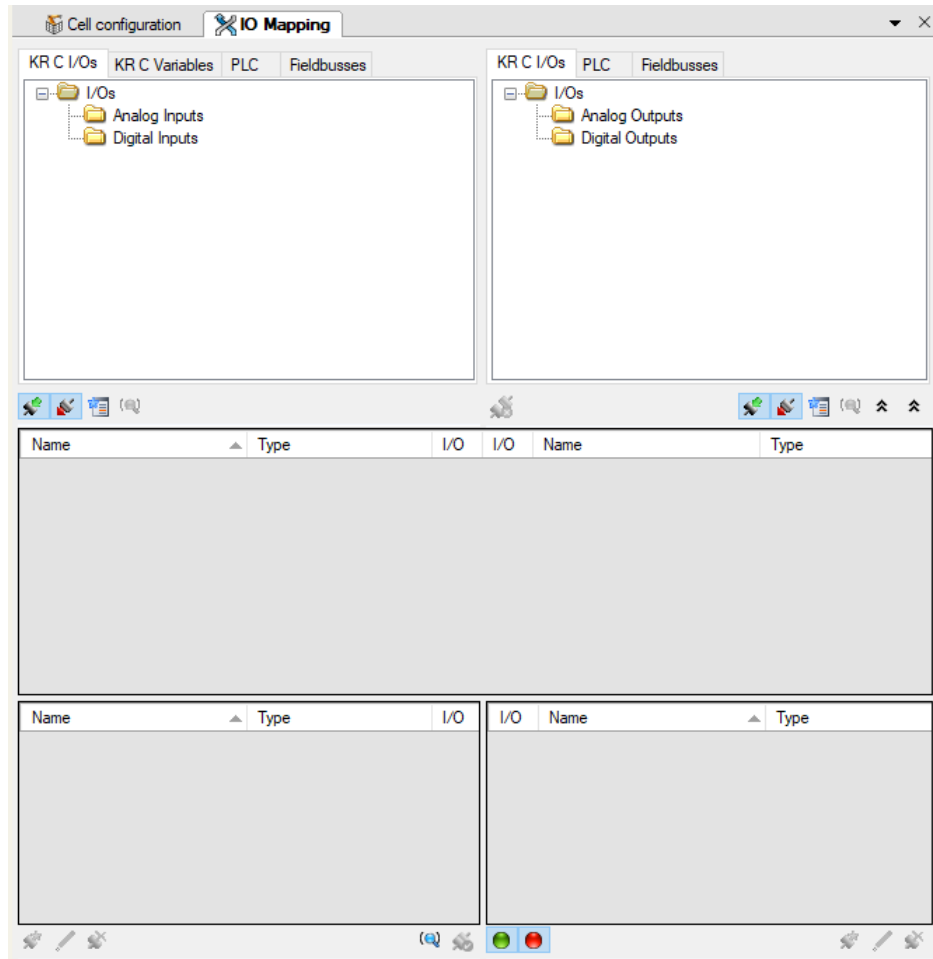 Cell configuration IO Mapping
KR C I/Os KR C Variables PLC Fieldbusses
I/Os
Analog Inputs
Digital Inputs
KR C I/Os PLC Fieldbusses
I/Os
Analog Outputs
Digital Outputs
Name Type I/O I/O Name Type
Name Type I/O
I/O Name Type